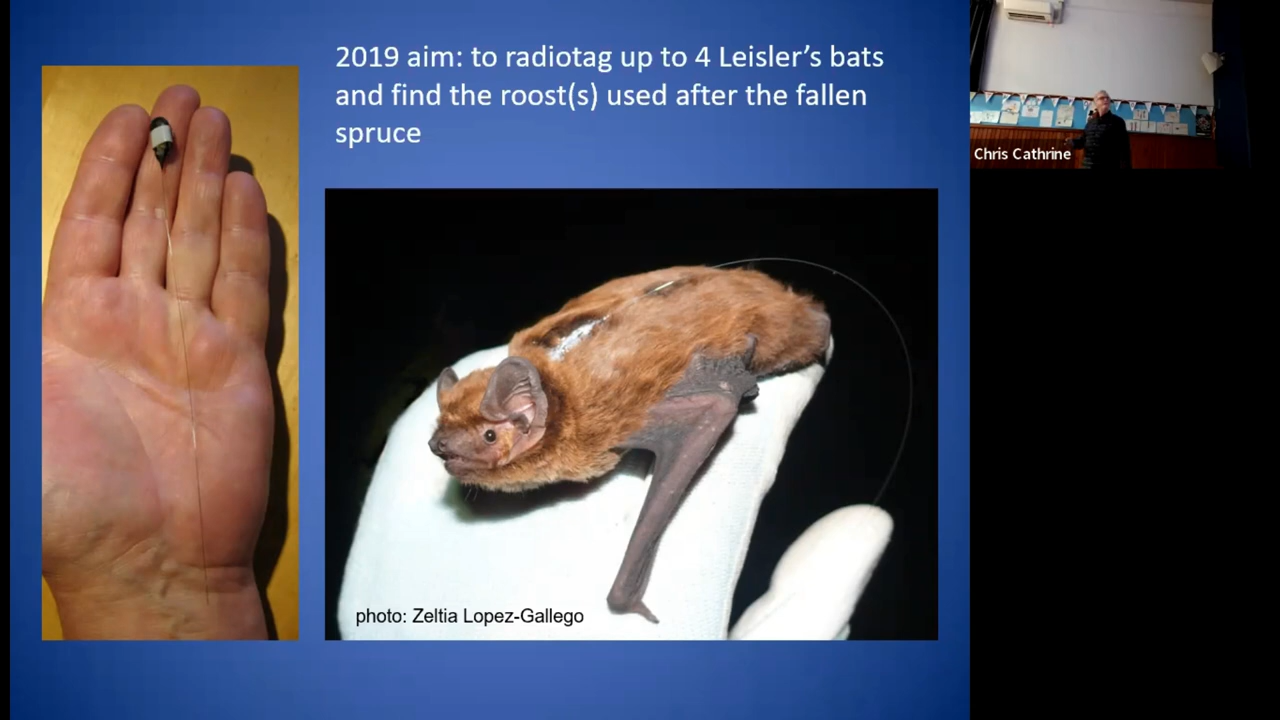 2019 aim: to radiotag up to 4 Leisler’s bats
and find the roost(s) used after the fallen
spruce
photo: Zeltia Lopez-Gallego
Chris Cathrine